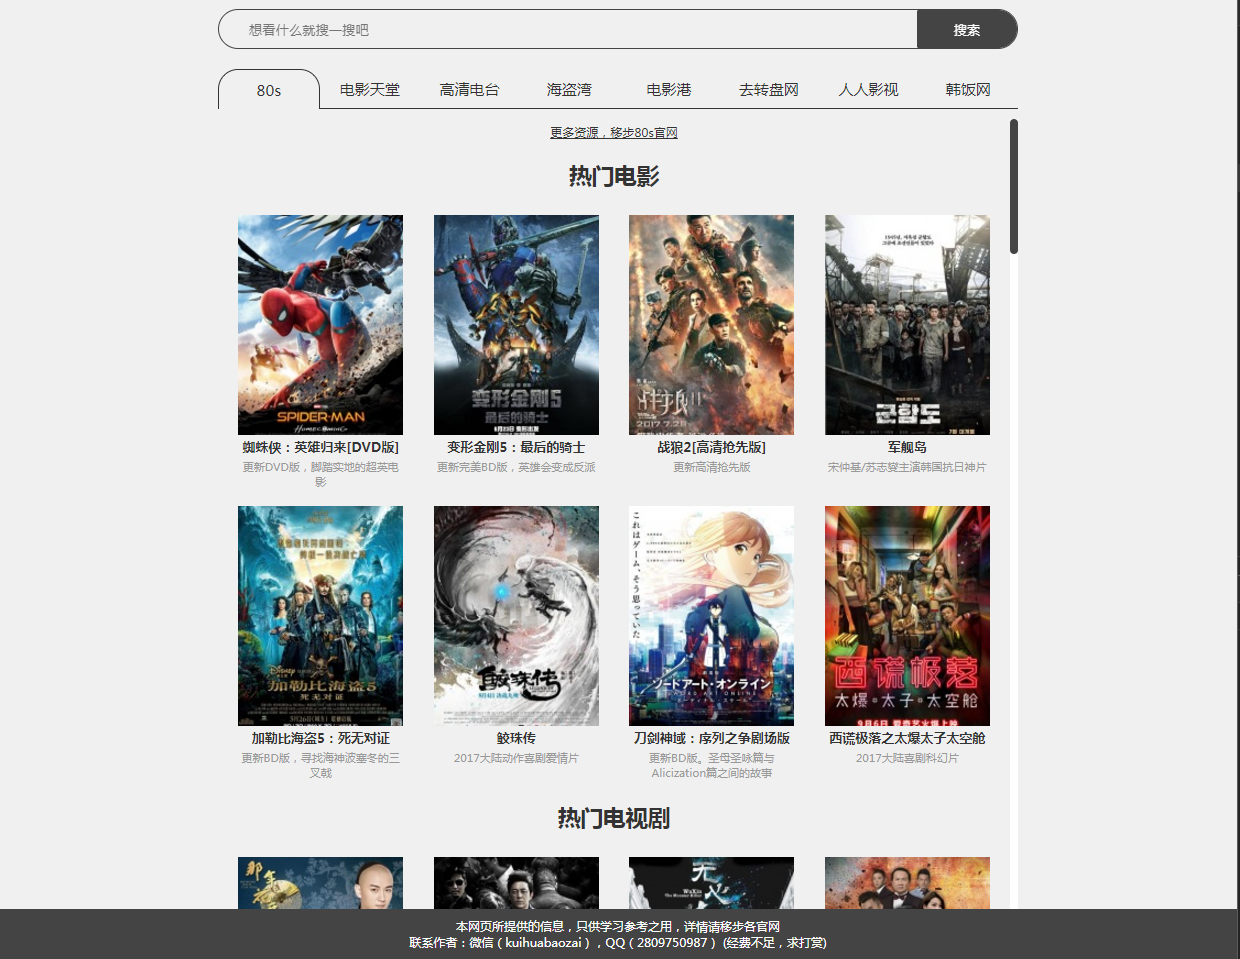 想看什么就搜一搜吧
搜索
80s
电影天堂
高清电台
海盗湾
电影港
去转盘网
人人影视
韩饭网
更多资源，移步80s官网
热门电影
SPIDER-MAN
HOMECOMING
变形金刚5
最后的骑士
战狼II
2017.7.28
군함도
蜘蛛侠：英雄归来[DVD版]
变形金刚5：最后的骑士
战狼2[高清抢先版]
军舰岛
更新DVD版，脚踏实地的超英电
影
更新完美BD版，英雄会变成反派
更新高清抢先版
宋仲基/苏志燮主演韩国抗日神片
Disney
加勒比海盗5
死无对证
鲛珠传
これはゲーム、そう思っていた
ソードアート・オンライン
SWORD ART ONLINE
西谎极落
太爆·太子·太空舱
加勒比海盗5：死无对证
鲛珠传
刀剑神域：序列之争剧场版
西谎极落之太爆太子太空舱
更新BD版，寻找海神波塞冬的三
叉戟
2017大陆动作喜剧爱情片
更新BD版。圣母圣咏篇与
Alicization篇之间的故事
2017大陆喜剧科幻片
热门电视剧
本网页所提供的信息，只供学习参考之用，详情请移步各官网
联系作者：微信（kuihuabaozai），QQ（2809750987）(经费不足，求打赏)